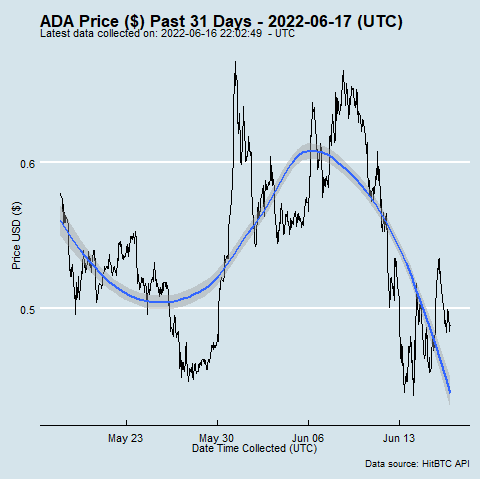 ADA Price ($) Past 31 Days - 2022-06-17 (UTC)
Latest data collected on: 2022-06-16 22:02:49 - UTC
0.6
Price USD ($)
0.5
May 23 May 30 Jun 06 Jun 13
Date Time Collected (UTC)
Data source: HitBTC API